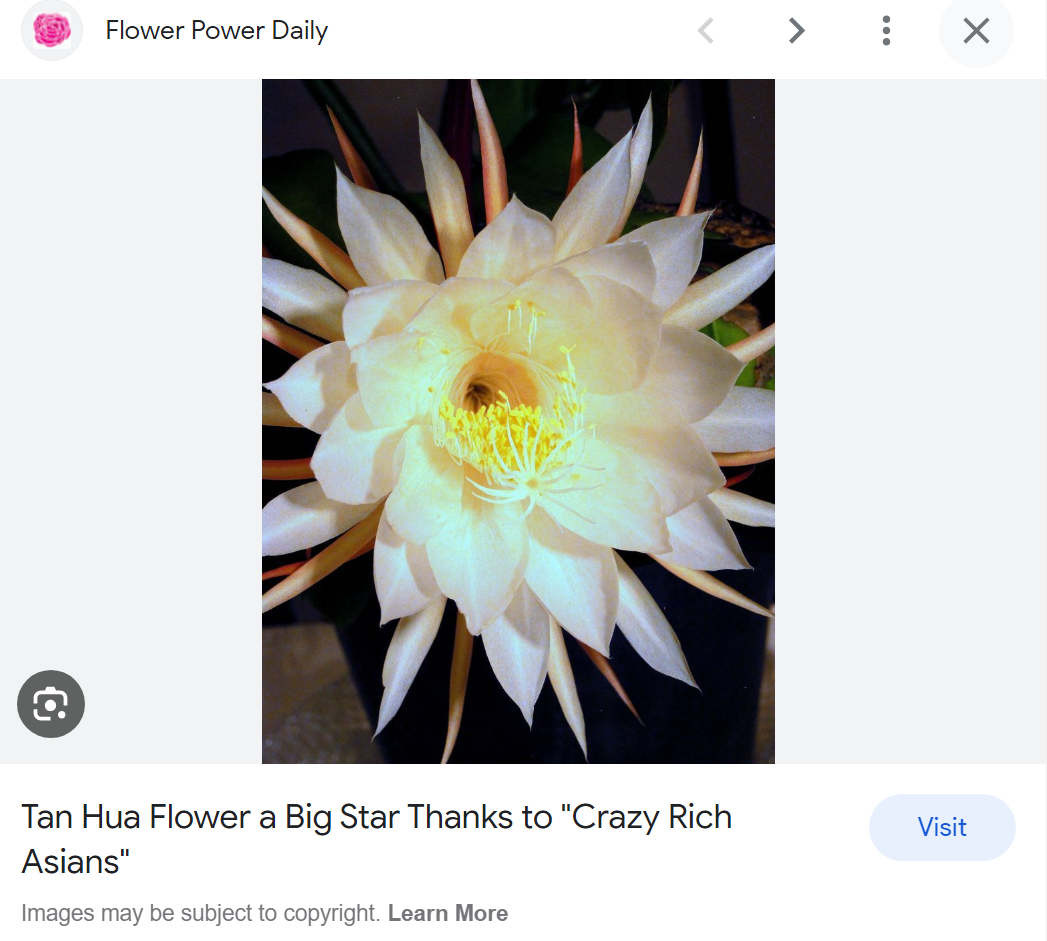 Flower Power Daily
Tan Hua Flower a Big Star Thanks to "Crazy Rich
Asians"
Visit
Images may be subject to copyright. Learn More